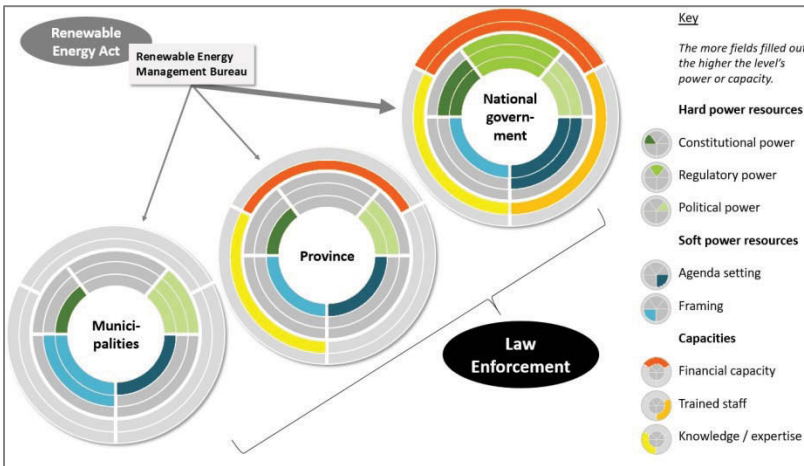 Renewable
Energy Act
Renewable Energy
Management Bureau
National
govern-
ment
Province
Munici-
palities
Law
Enforcement
Key
The more fields filled out
the higher the level's
power or capacity.
Hard power resources
Constitutional power
Regulatory power
Political power
Soft power resources
Agenda setting
Framing
Capacities
Financial capacity
Trained staff
Knowledge / expertise